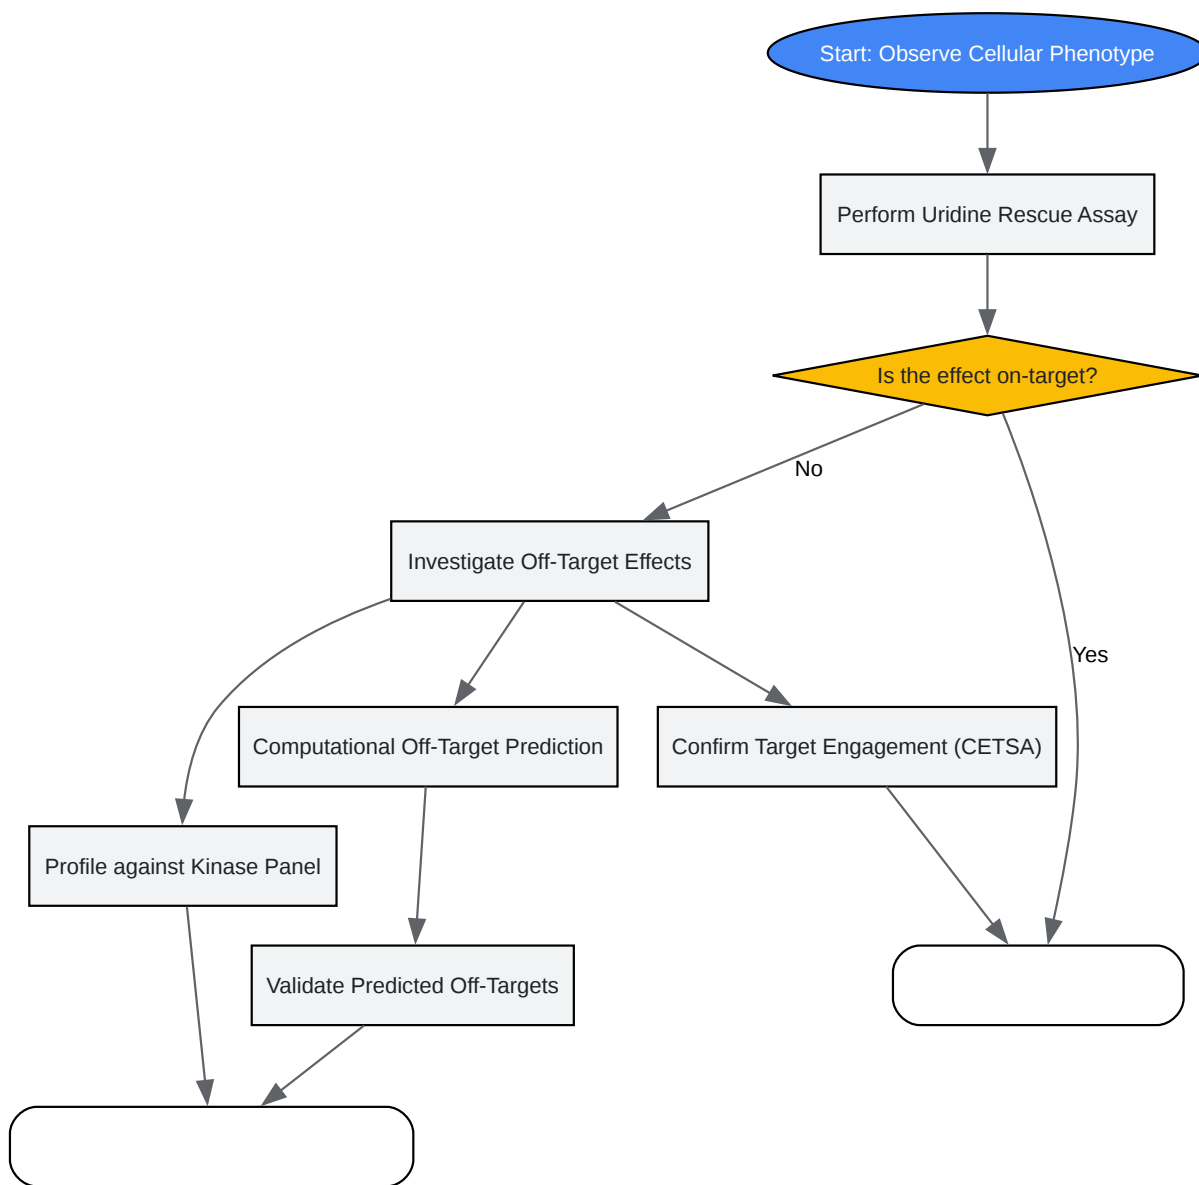 Start: Observe Cellular Phenotype
Perform Uridine Rescue Assay
Is the effect on-target?
No
Investigate Off-Target Effects
Yes
Computational Off-Target Prediction
Confirm Target Engagement (CETSA)
Profile against Kinase Panel
Validate Predicted Off-Targets